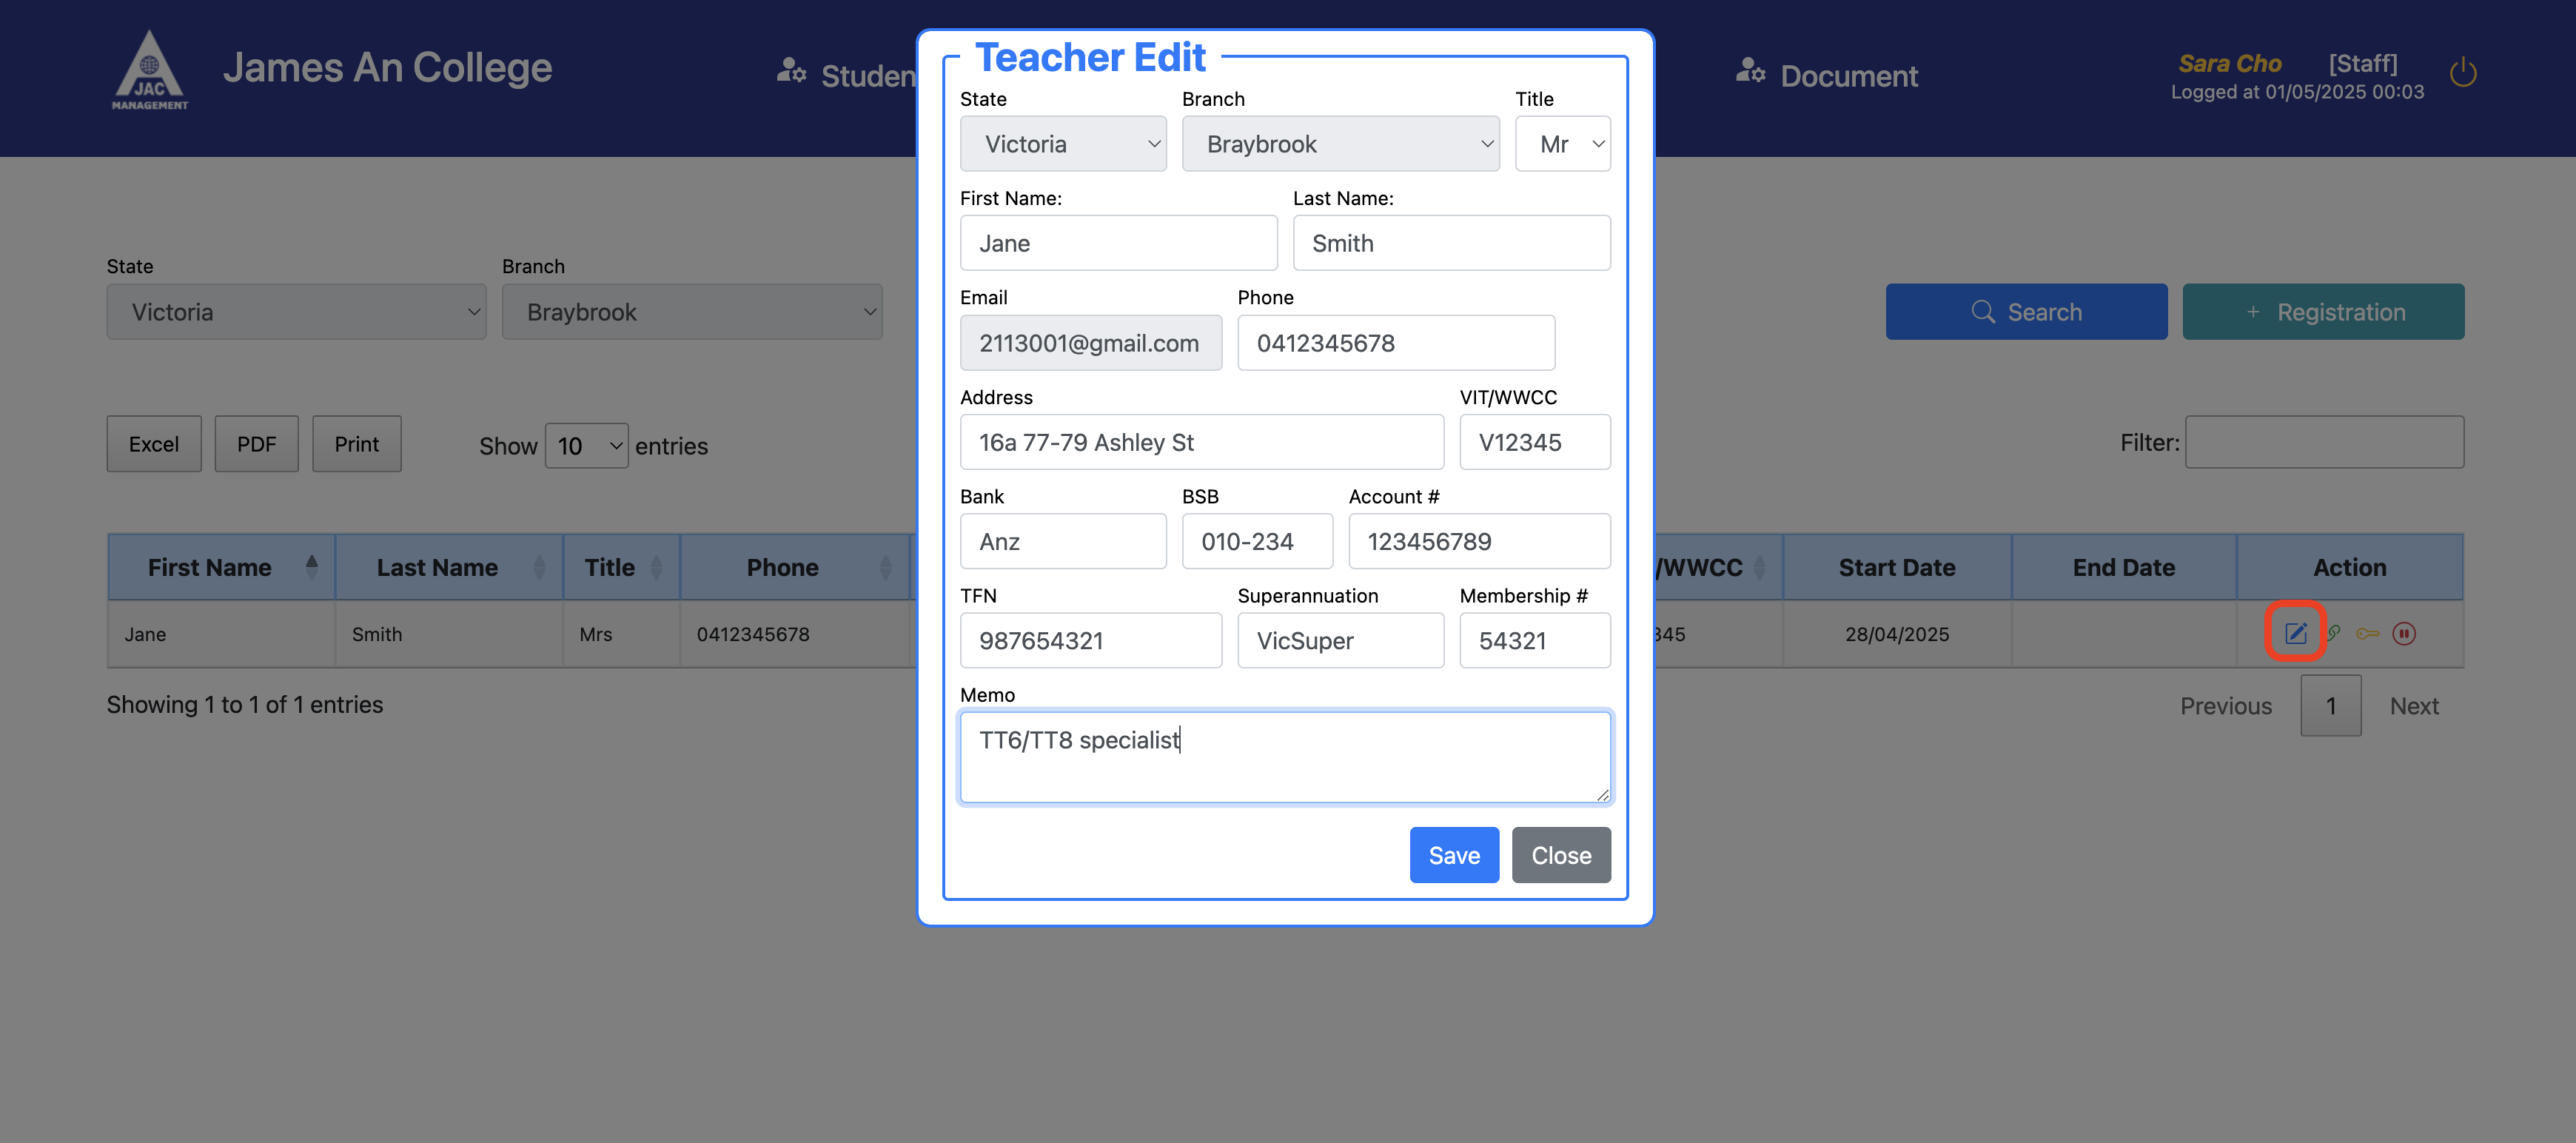 JAC
MANAGEMENT
James An College
Studen
Document
Sara Cho [Staff]
Logged at 01/05/2025 00:03
Teacher Edit
State Branch Title
Victoria Braybrook Mr
First Name: Last Name:
Jane Smith
Email Phone
2113001@gmail.com 0412345678
Address VIT/WWCC
16a 77-79 Ashley St V12345
Bank BSB Account #
Anz 010-234 123456789
TFN Superannuation Membership #
987654321 VicSuper 54321
Memo
TT6/TT8 specialist
Save Close
State Branch
Victoria Braybrook
Search + Registration
Excel PDF Print Show 10 entries Filter:
First Name Last Name Title Phone /WWCC Start Date End Date Action
Jane Smith Mrs 0412345678 345 28/04/2025
Showing 1 to 1 of 1 entries
Previous 1 Next